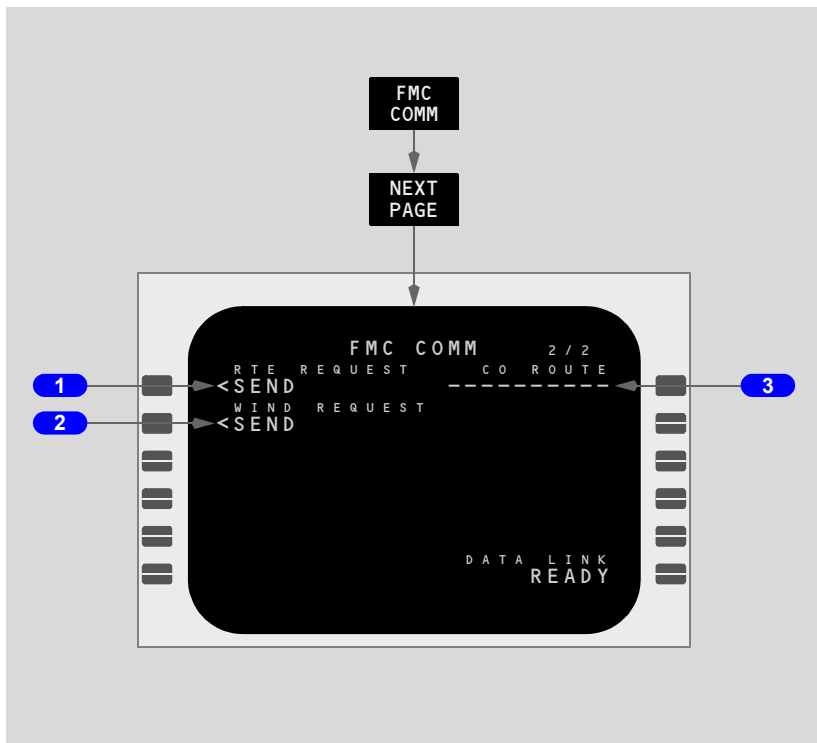 FMC
COMM
NEXT
PAGE
FMC COMM 2/2
RTE REQUEST CO ROUTE
1 <SEND ---------- 3
WIND REQUEST
2 <SEND
DATA LINK
READY